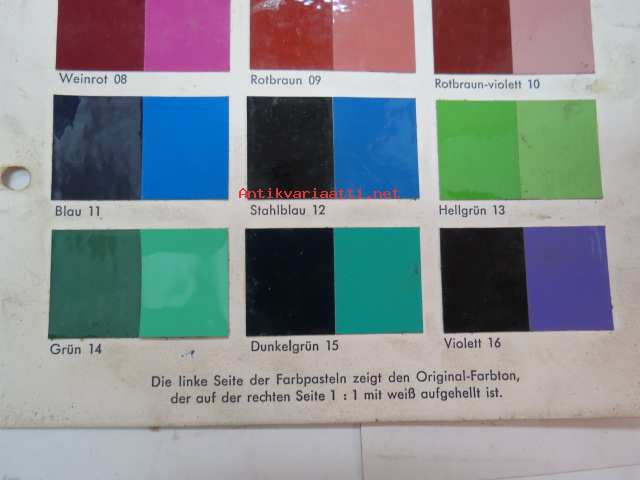 Weinrot 08
Rotbraun 09
Rotbraun-violett 10
Antikvariaatti.net
Blau 11
Stahlblau 12
Hellgrün 13
Grün 14
Dunkelgrün 15
Violett 16
Die linke Seite der Farbpasteln zeigt den Original-Farbton,
der auf der rechten Seite 1 : 1 mit weiß aufgehellt ist.